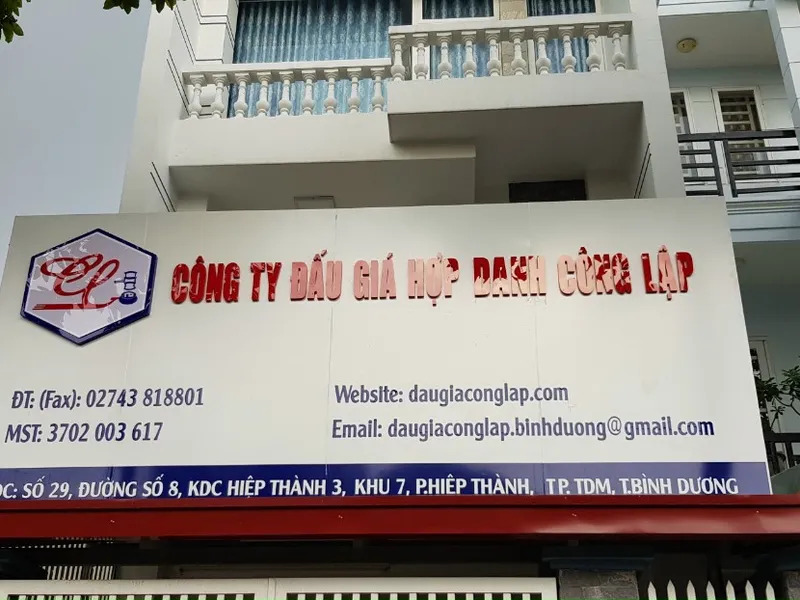 CÔNG TY ĐẤU GIÁ HỢP DANH CÔNG LẬP
ĐT: (Fax): 02743 818801
Website: daugiaconglap.com
MST: 3702 003 617
Email: daugiaconglap.binhduong@gmail.com
ĐC: SỐ 29, ĐƯỜNG SỐ 8, KDC HIỆP THÀNH 3, KHU 7, P.HIỆP THÀNH, TP. TDM, T.BÌNH DƯƠNG